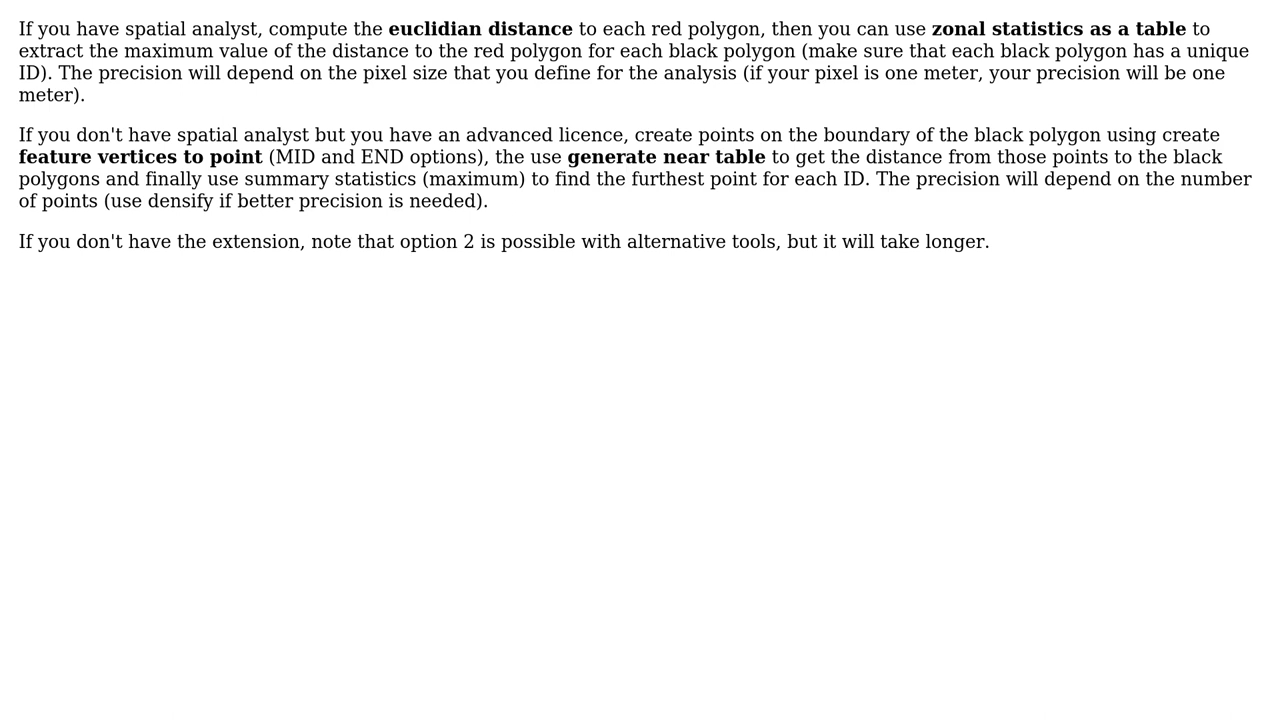 If you have spatial analyst, compute the euclidian distance to each red polygon, then you can use zonal statistics as a table to
extract the maximum value of the distance to the red polygon for each black polygon (make sure that each black polygon has a unique
ID). The precision will depend on the pixel size that you define for the analysis (if your pixel is one meter, your precision will be one
meter).
If you don't have spatial analyst but you have an advanced licence, create points on the boundary of the black polygon using create
feature vertices to point (MID and END options), the use generate near table to get the distance from those points to the black
polygons and finally use summary statistics (maximum) to find the furthest point for each ID. The precision will depend on the number
of points (use densify if better precision is needed).
If you don't have the extension, note that option 2 is possible with alternative tools, but it will take longer.